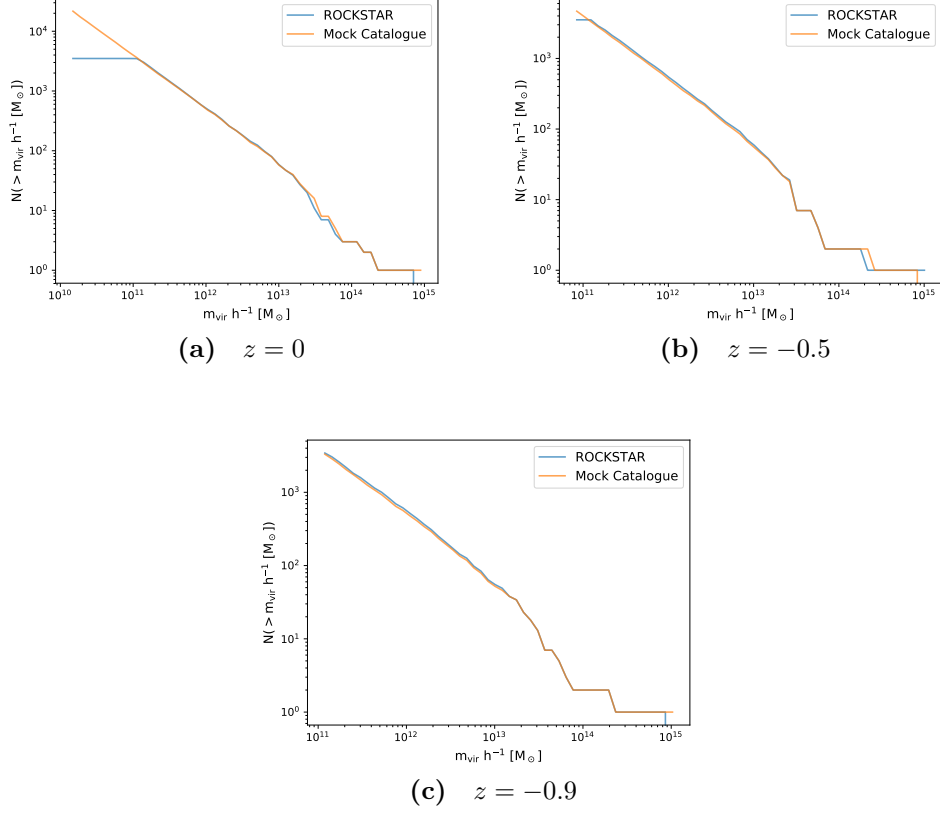 ROCKSTAR
Mock Catalogue
N( > m_vir h^−1 [M_⊙])
10^4
10^3
10^2
10^1
10^0
10^10 10^11 10^12 10^13 10^14 10^15
m_vir h^−1 [M_⊙]
(a) z = 0
ROCKSTAR
Mock Catalogue
N( > m_vir h^−1 [M_⊙])
10^3
10^2
10^1
10^0
10^11 10^12 10^13 10^14 10^15
m_vir h^−1 [M_⊙]
(b) z = −0.5
ROCKSTAR
Mock Catalogue
N( > m_vir h^−1 [M_⊙])
10^3
10^2
10^1
10^0
10^11 10^12 10^13 10^14 10^15
m_vir h^−1 [M_⊙]
(c) z = −0.9